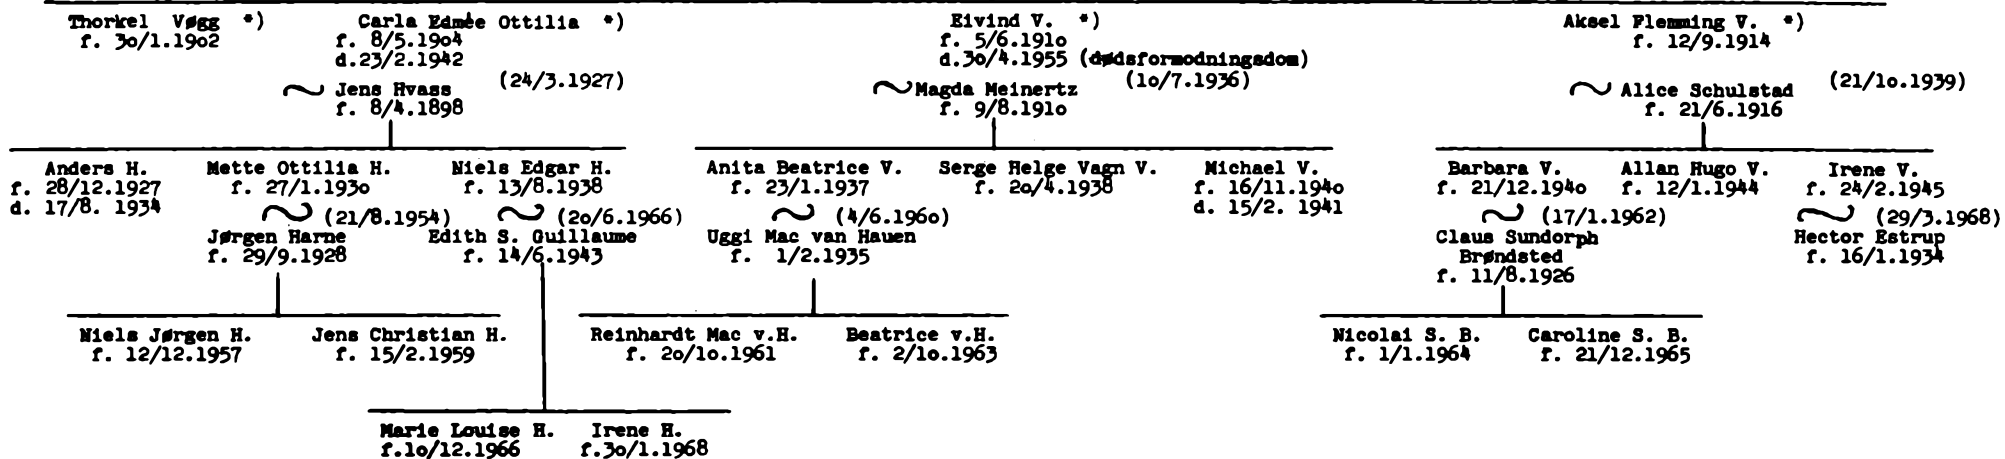 Thorkel Vøgg *) Carla Edmée Ottilia *) Eivind V. *) Aksel Flemming V. *)
f. 30/1.1902 f. 8/5.1904 f. 5/6.1910 f. 12/9.1914
d.23/2.1942 d.30/4.1955 (dødsformodningsdom)
(24/3.1927) (10/7.1936) (21/10.1939)
~ Jens Hvass ~ Magda Meinertz ~ Alice Schulstad
f. 8/4.1898 f. 9/8.1910 f. 21/6.1916
Anders H. Mette Ottilia H. Niels Edgar H. Anita Beatrice V. Serge Helge Vagn V. Michael V. Barbara V. Allan Hugo V. Irene V.
f. 28/12.1927 f. 27/1.1930 f. 13/8.1938 f. 23/1.1937 f. 20/4.1938 f. 16/11.1940 f. 21/12.1940 f. 12/1.1944 f. 24/2.1945
d. 17/8. 1934 ~ (21/8.1954) ~ (20/6.1966) ~ (4/6.1960) d. 15/2. 1941 ~ (17/1.1962) ~ (29/3.1968)
Jørgen Harne Edith S. Guillaume Uggi Mac van Hauen Claus Sundorph Hector Estrup
f. 29/9.1928 f. 14/6.1943 f. 1/2.1935 Brøndsted f. 16/1.1934
f. 11/8.1926
Niels Jørgen H. Jens Christian H. Reinhardt Mac v.H. Beatrice v.H. Nicolai S. B. Caroline S. B.
f. 12/12.1957 f. 15/2.1959 f. 20/10.1961 f. 2/10.1963 f. 1/1.1964 f. 21/12.1965
Marie Louise H. Irene H.
f.10/12.1966 f.30/1.1968